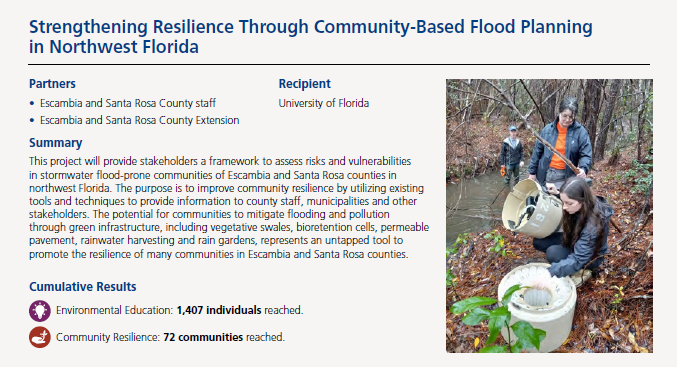 Strengthening Resilience Through Community-Based Flood Planning
in Northwest Florida
Partners
• Escambia and Santa Rosa County staff
• Escambia and Santa Rosa County Extension
Recipient
University of Florida
Summary
This project will provide stakeholders a framework to assess risks and vulnerabilities
in stormwater flood-prone communities of Escambia and Santa Rosa counties in
northwest Florida. The purpose is to improve community resilience by utilizing existing
tools and techniques to provide information to county staff, municipalities and other
stakeholders. The potential for communities to mitigate flooding and pollution
through green infrastructure, including vegetative swales, bioretention cells, permeable
pavement, rainwater harvesting and rain gardens, represents an untapped tool to
promote the resilience of many communities in Escambia and Santa Rosa counties.
Cumulative Results
Environmental Education: 1,407 individuals reached.
Community Resilience: 72 communities reached.